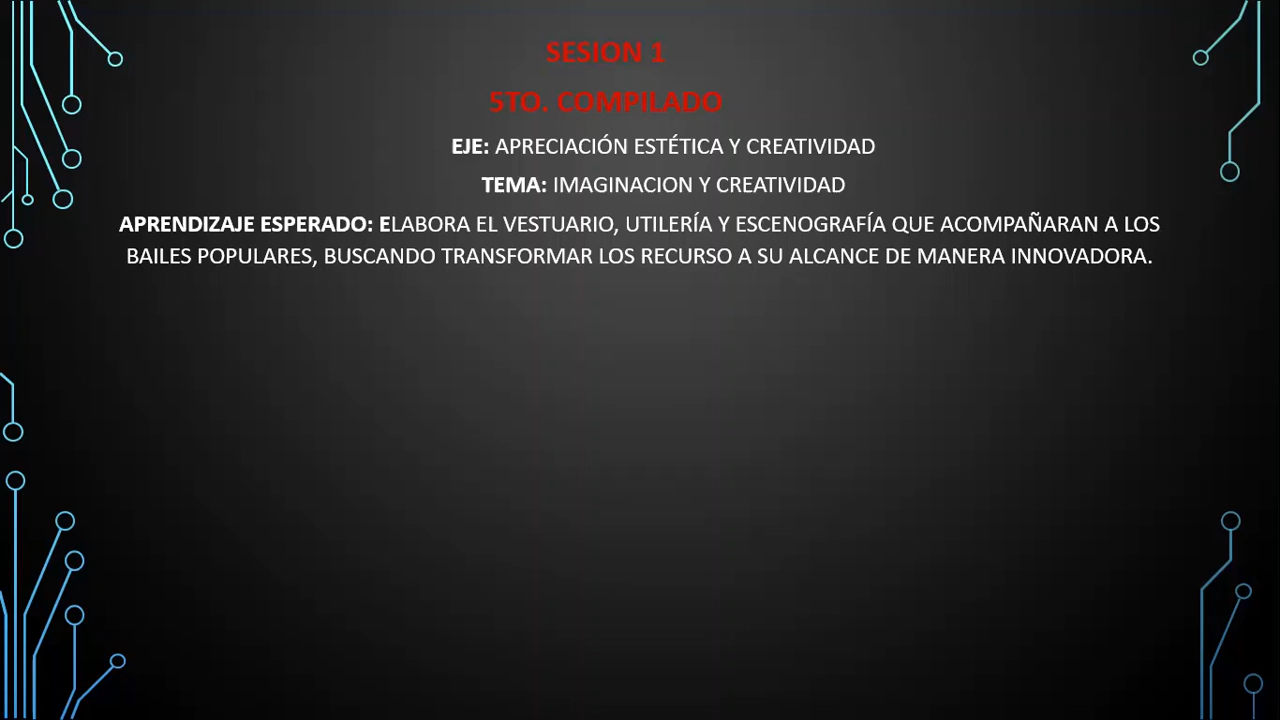 SESION 1
5TO. COMPILADO
EJE: APRECIACIÓN ESTÉTICA Y CREATIVIDAD
TEMA: IMAGINACION Y CREATIVIDAD
APRENDIZAJE ESPERADO: ELABORA EL VESTUARIO, UTILERÍA Y ESCENOGRAFÍA QUE ACOMPAÑARAN A LOS
BAILES POPULARES, BUSCANDO TRANSFORMAR LOS RECURSO A SU ALCANCE DE MANERA INNOVADORA.